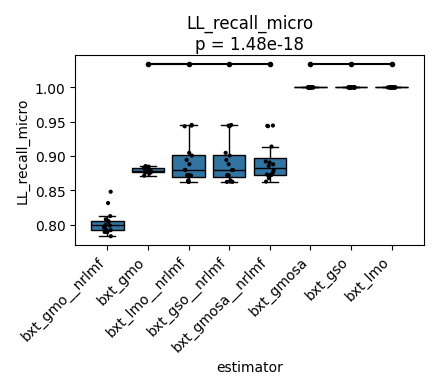 LL_recall_micro
p = 1.48e-18
LL_recall_micro
1.00
0.95
0.90
0.85
0.80
bxt_gmo__nrlmf
bxt_gmo
bxt_lmo__nrlmf
bxt_gso__nrlmf
bxt_gmosa__nrlmf
bxt_gmosa
bxt_gso
bxt_lmo
estimator